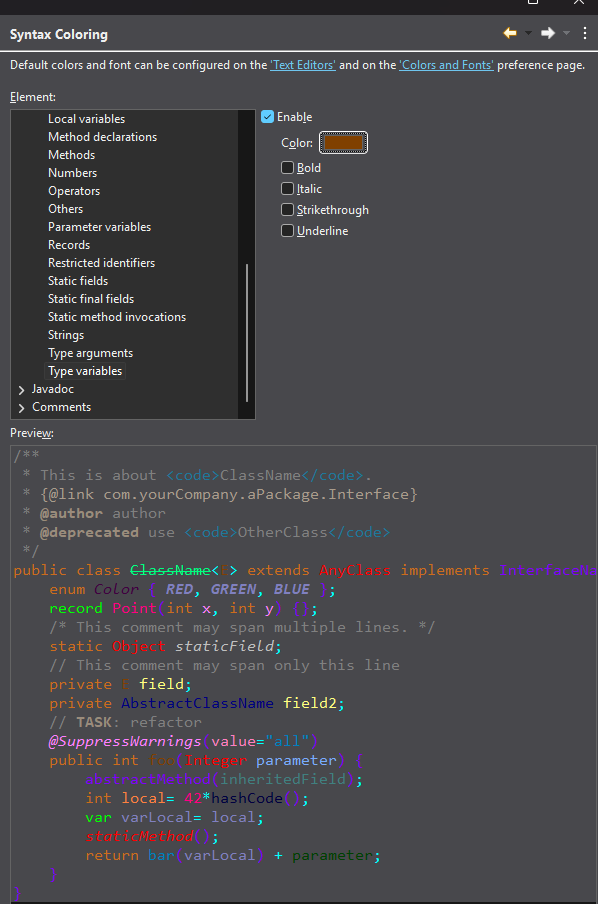 Syntax Coloring
Default colors and font can be configured on the 'Text Editors' and on the 'Colors and Fonts' preference page.
Element:
Local variables
Method declarations
Methods
Numbers
Operators
Others
Parameter variables
Records
Restricted identifiers
Static fields
Static final fields
Static method invocations
Strings
Type arguments
Type variables
Javadoc
Comments
Enable
Color:
Bold
Italic
Strikethrough
Underline
Preview:
/**
 * This is about <code>ClassName</code>.
 * {@link com.yourCompany.aPackage.Interface}
 * @author author
 * @deprecated use <code>OtherClass</code>
 */
public class ClassName< > extends AnyClass implements InterfaceNa
    enum Color { RED, GREEN, BLUE };
    record Point(int x, int y) {};
    /* This comment may span multiple lines. */
    static Object staticField;
    // This comment may span only this line
    private field;
    private AbstractClassName field2;
    // TASK: refactor
    @SuppressWarnings(value="all")
    public int foo(Integer parameter) {
        abstractMethod(inheritedField);
        int local= 42*hashCode();
        var varLocal= local;
        staticMethod();
        return bar(varLocal) + parameter;
    }
}